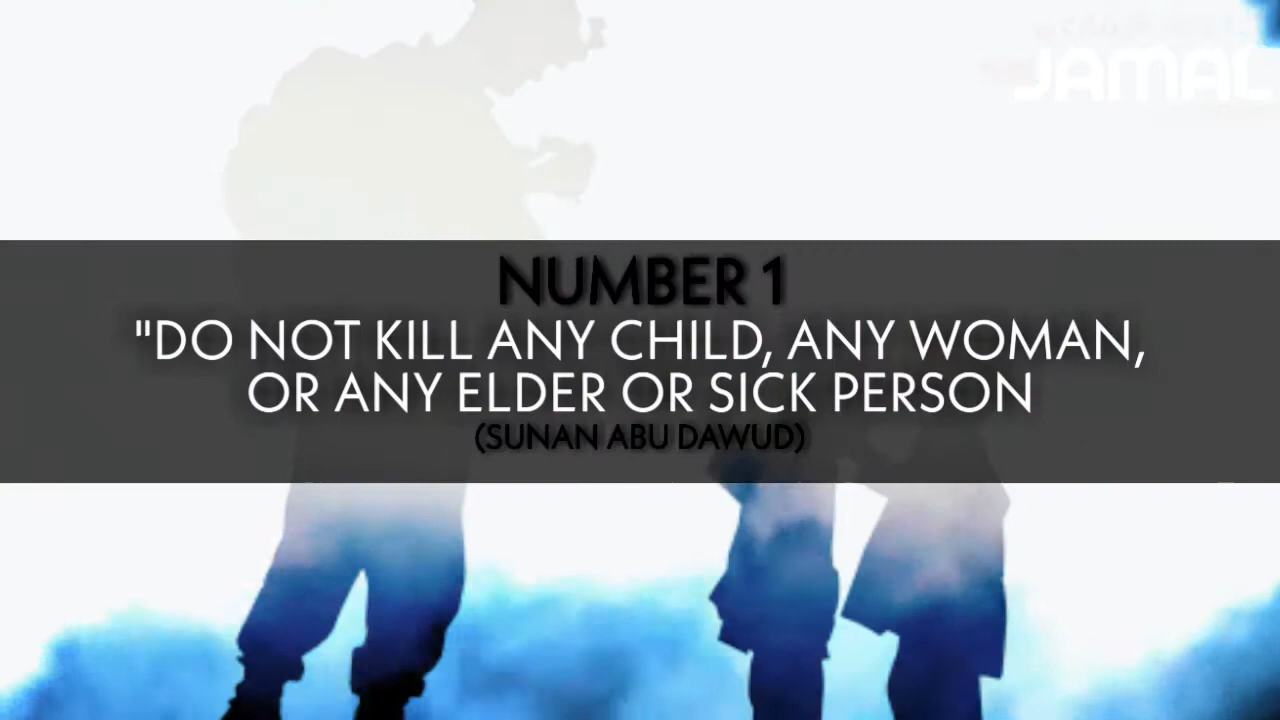 JAMAL
NUMBER 1
"DO NOT KILL ANY CHILD, ANY WOMAN,
OR ANY ELDER OR SICK PERSON
(SUNAN ABU DAWUD)